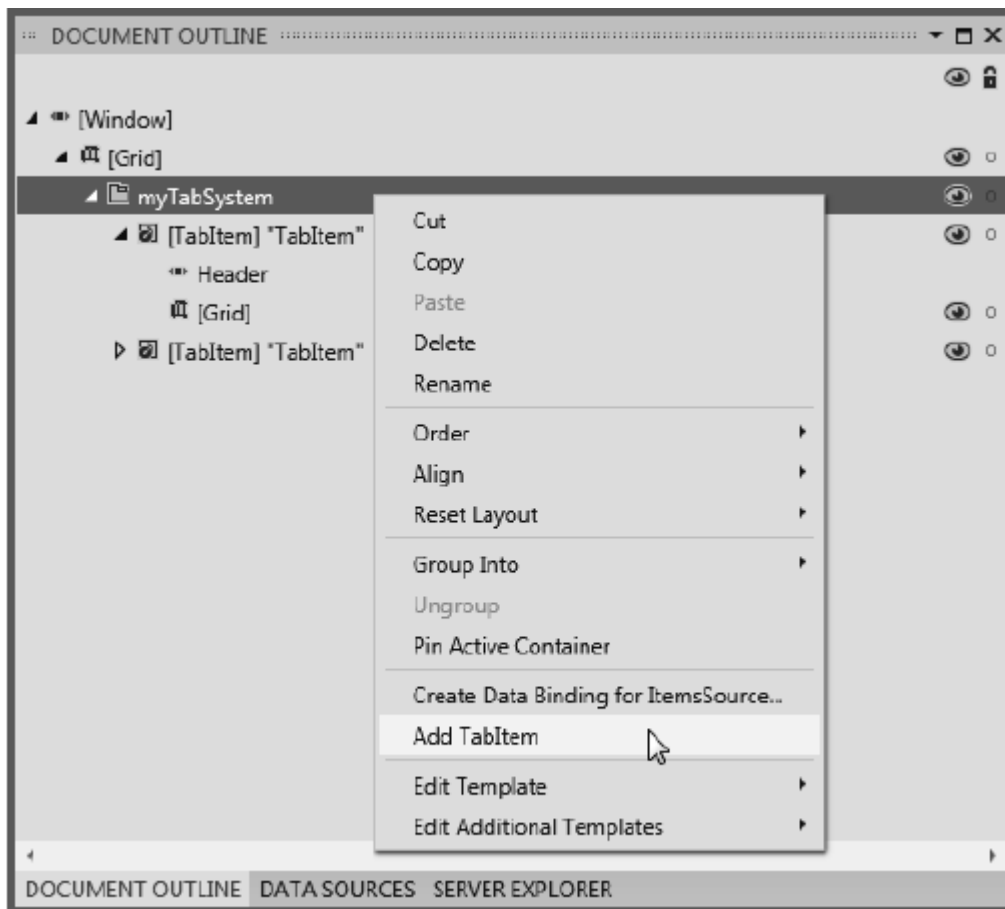 DOCUMENT OUTLINE
[Window]
[Grid]
myTabSystem
[TabItem] "TabItem"
Header
[Grid]
[TabItem] "TabItem"
Cut
Copy
Paste
Delete
Rename
Order
Align
Reset Layout
Group Into
Ungroup
Pin Active Container
Create Data Binding for ItemsSource...
Add TabItem
Edit Template
Edit Additional Templates
DOCUMENT OUTLINE DATA SOURCES SERVER EXPLORER